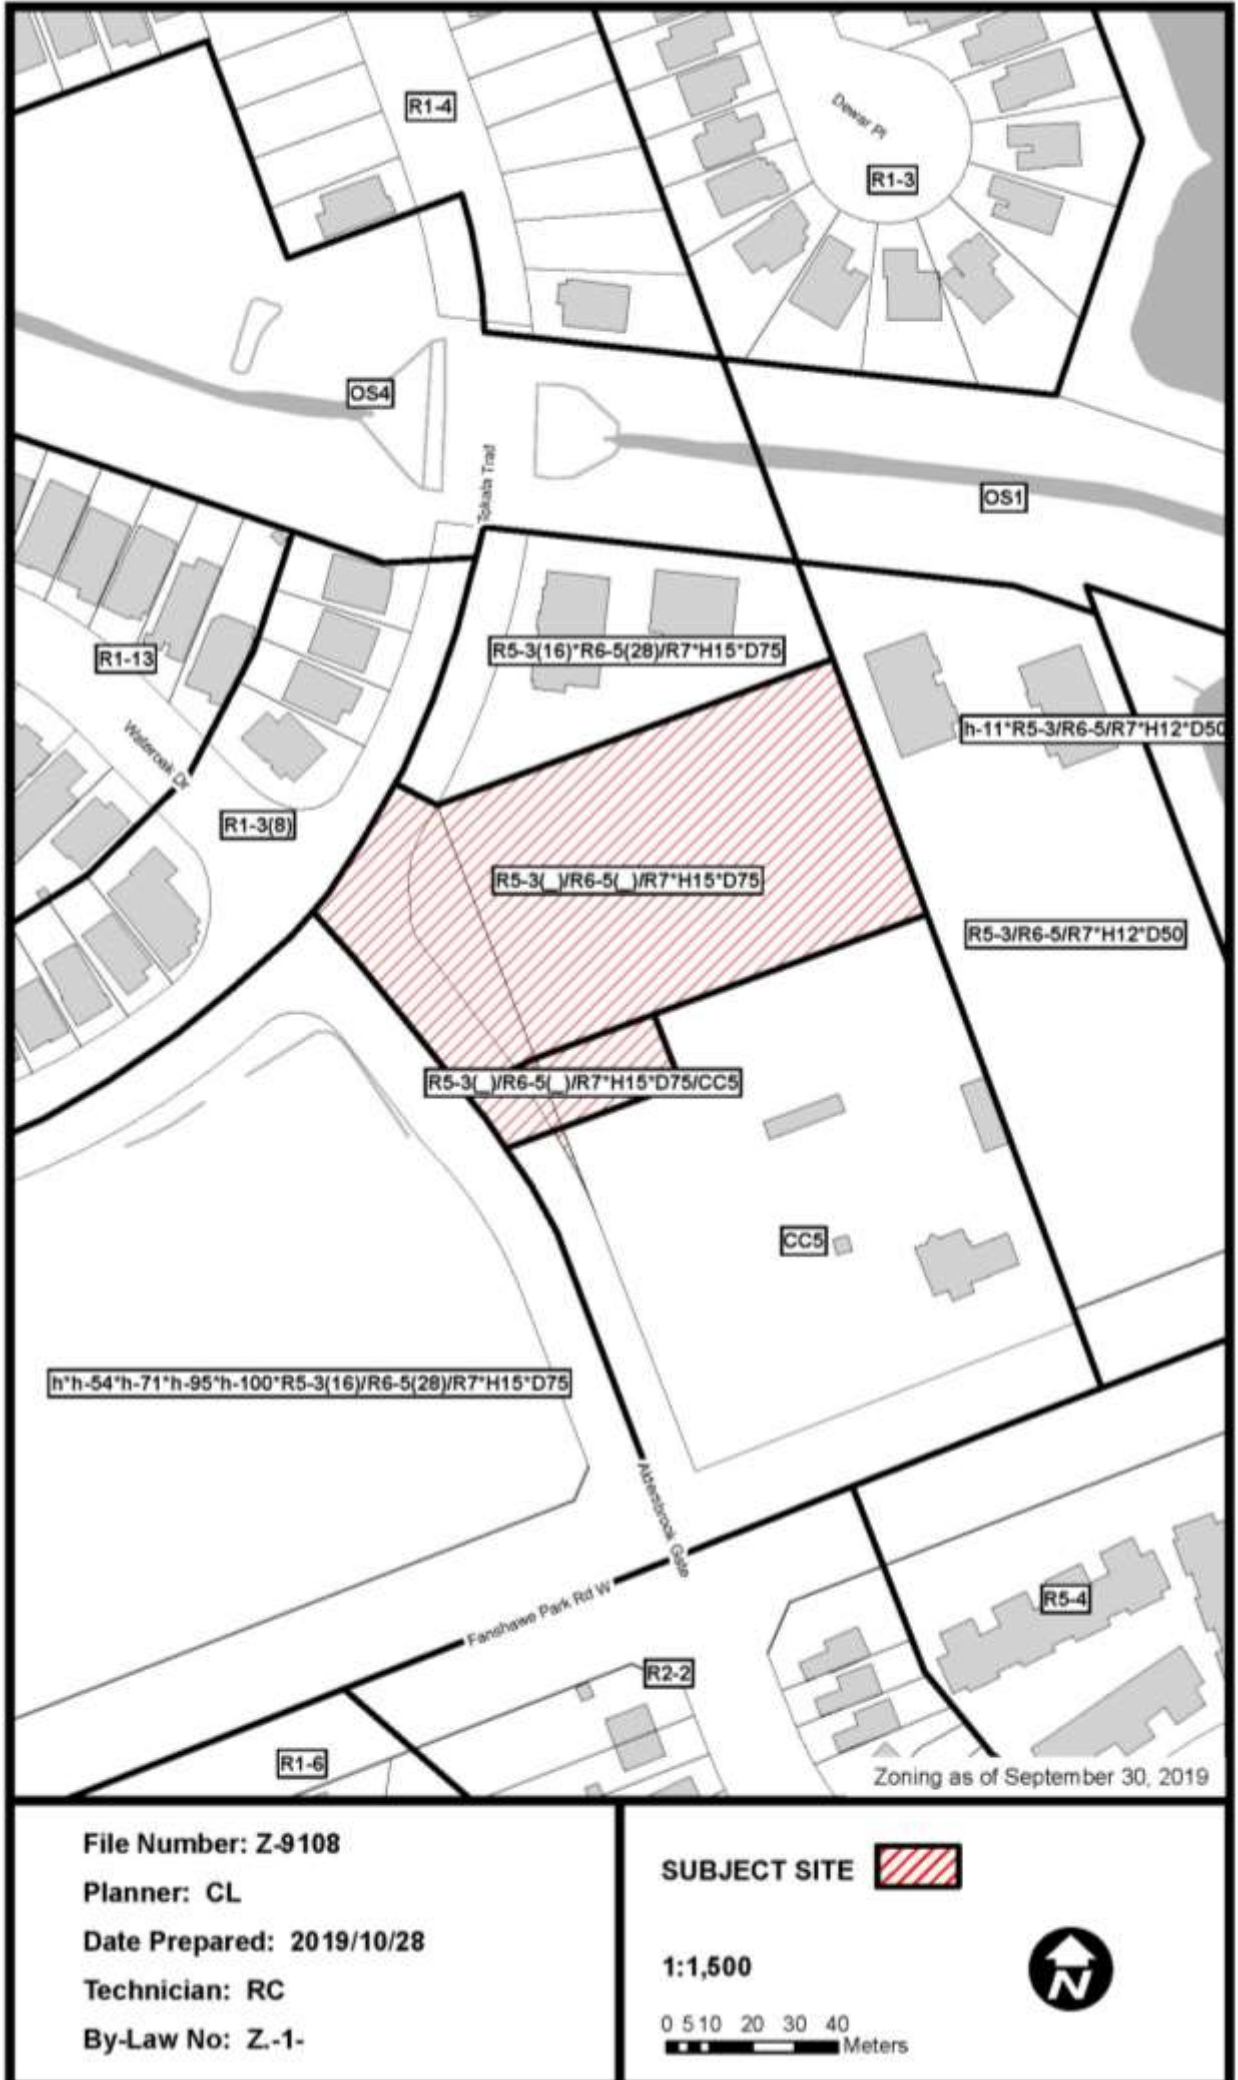 R1-4
Dewar Pl
R1-3
OS4
Tokala Trail
OS1
R5-3(16)*R6-5(28)/R7*H15*D75
R1-13
h-11*R5-3/R6-5/R7*H12*D50
Wateroak Dr
R1-3(8)
R5-3(_)/R6-5(_)/R7*H15*D75
R5-3/R6-5/R7*H12*D50
R5-3(_)/R6-5(_)/R7*H15*D75/CC5
CC5
h*h-54*h-71*h-95*h-100*R5-3(16)/R6-5(28)/R7*H15*D75
Aldersbrook Gate
Fanshawe Park Rd W
R5-4
R2-2
R1-6
Zoning as of September 30, 2019
File Number: Z-9108
Planner: CL
Date Prepared: 2019/10/28
Technician: RC
By-Law No: Z.-1-
SUBJECT SITE
1:1,500
N
0 5 10 20 30 40
Meters